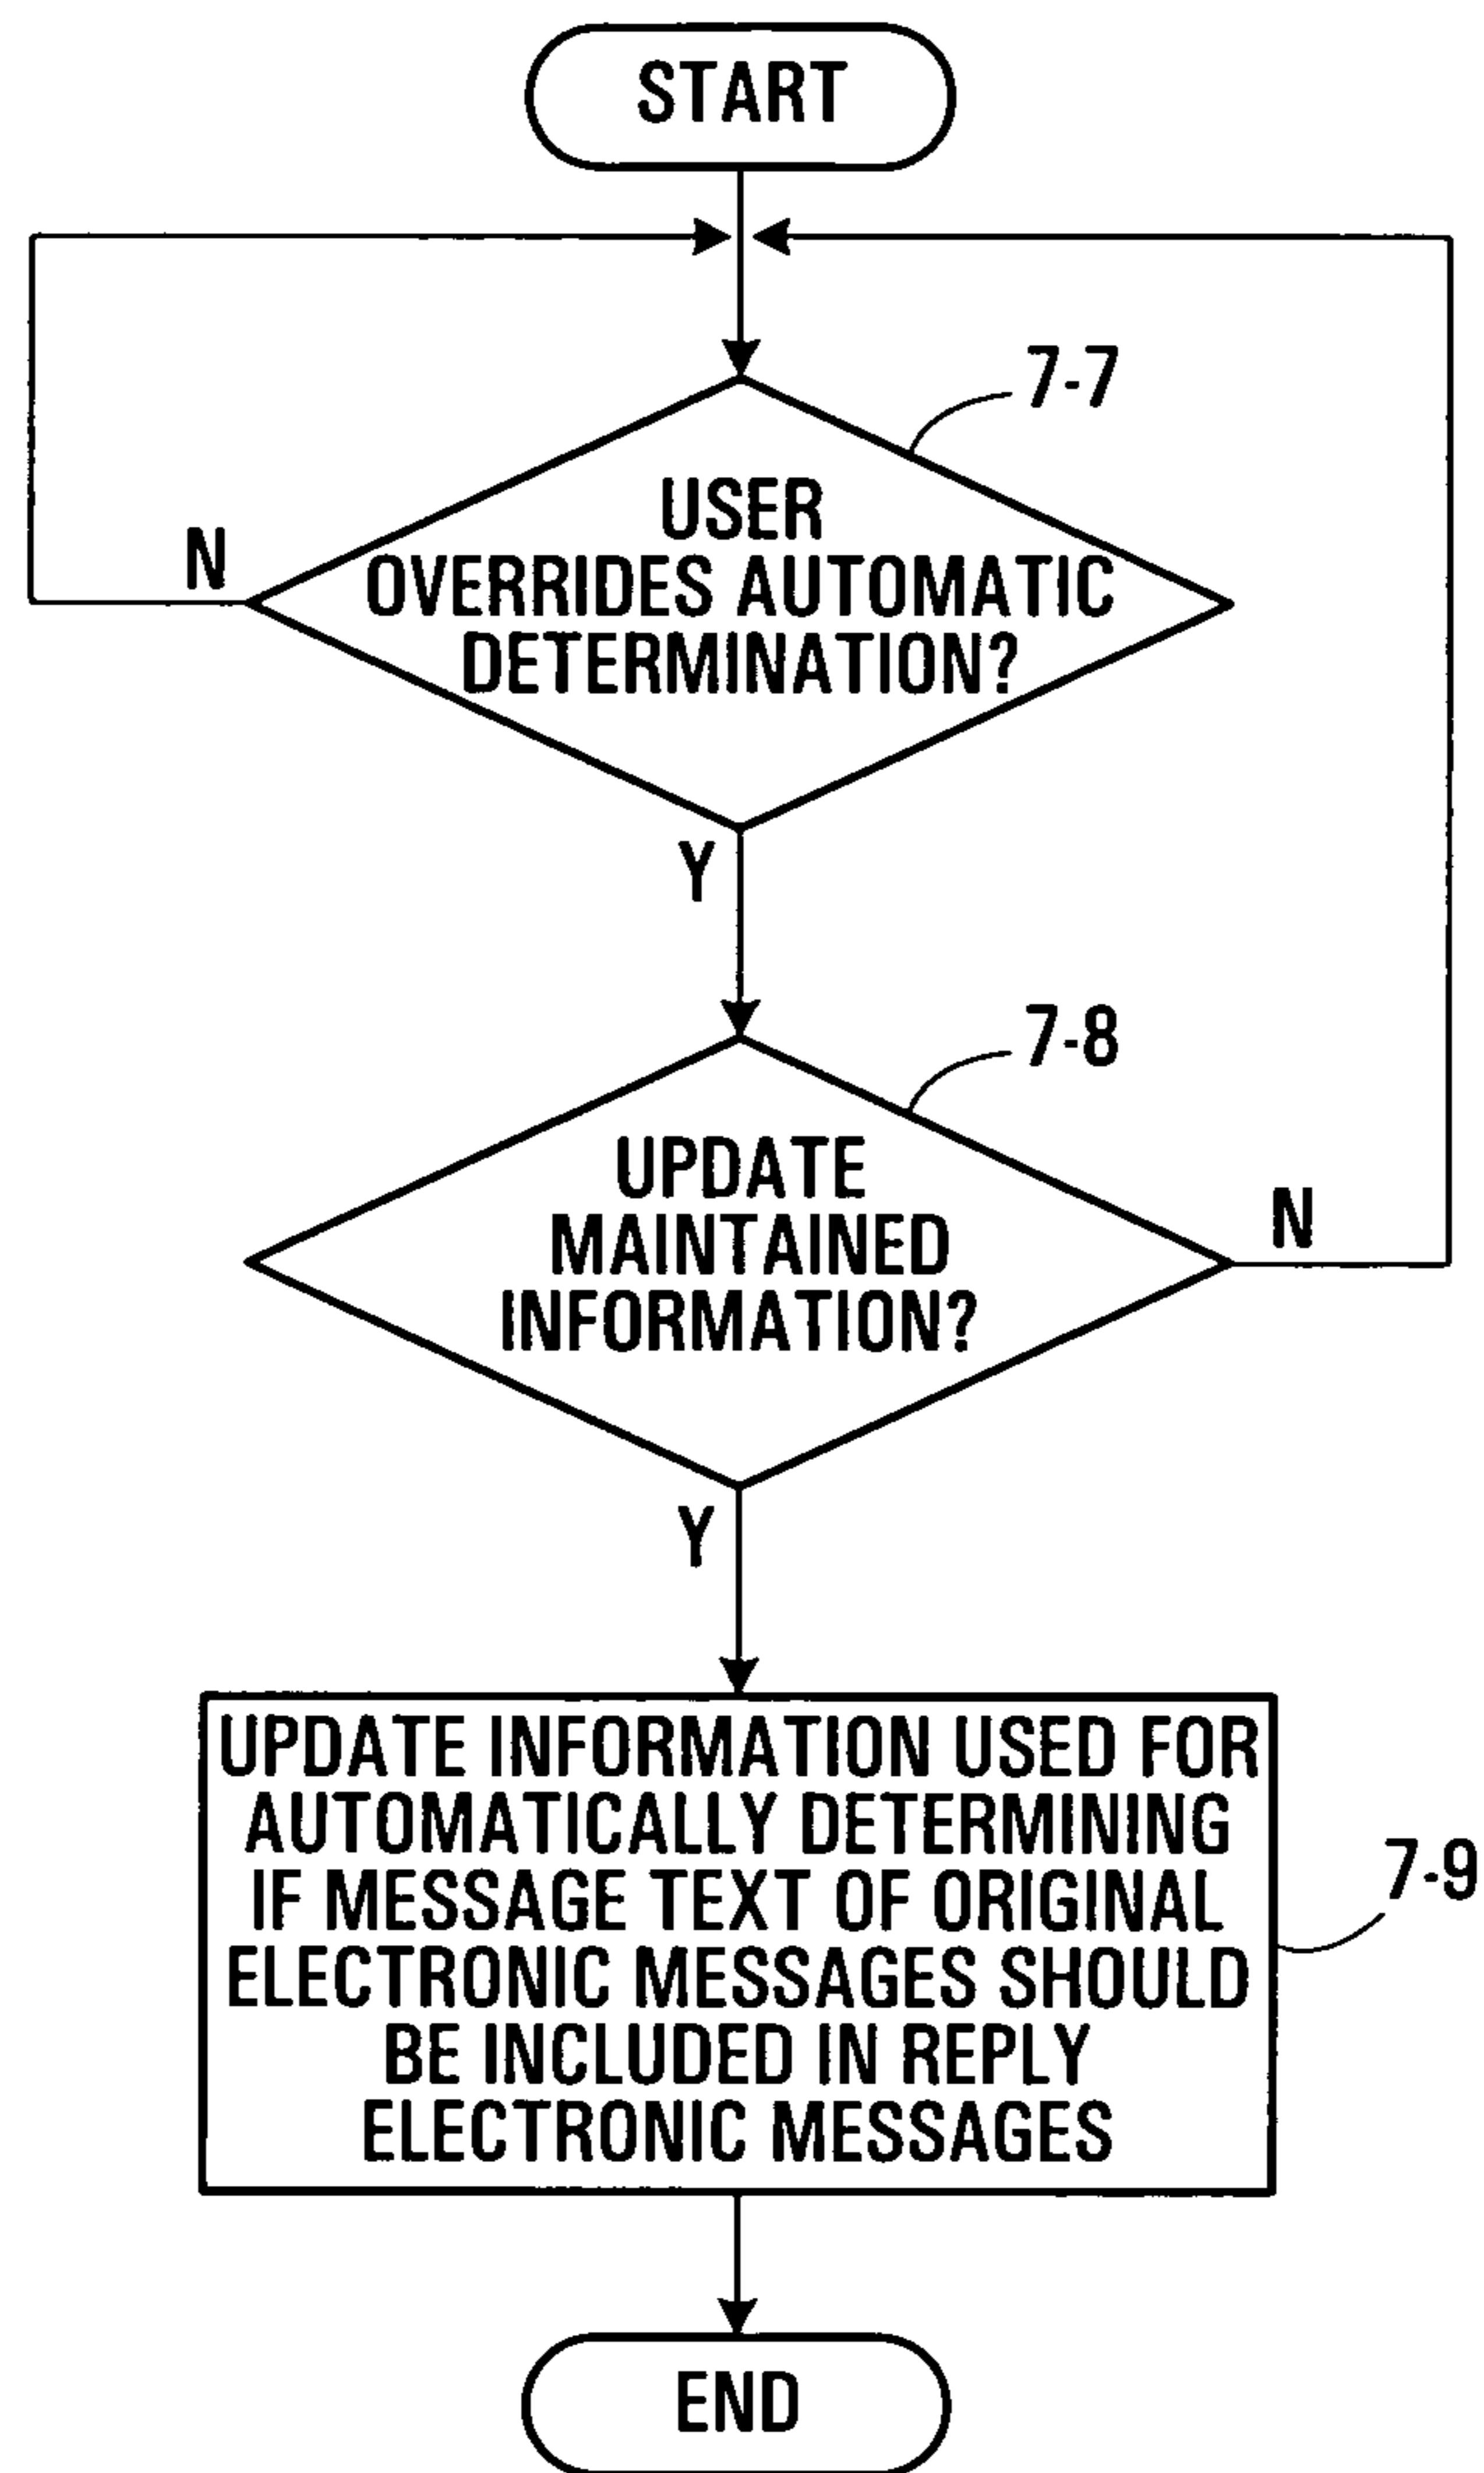 START
7-7
USER
OVERRIDES AUTOMATIC
DETERMINATION?
N
Y
7-8
UPDATE
MAINTAINED
INFORMATION?
N
Y
UPDATE INFORMATION USED FOR
AUTOMATICALLY DETERMINING
IF MESSAGE TEXT OF ORIGINAL
ELECTRONIC MESSAGES SHOULD
BE INCLUDED IN REPLY
ELECTRONIC MESSAGES
7-9
END